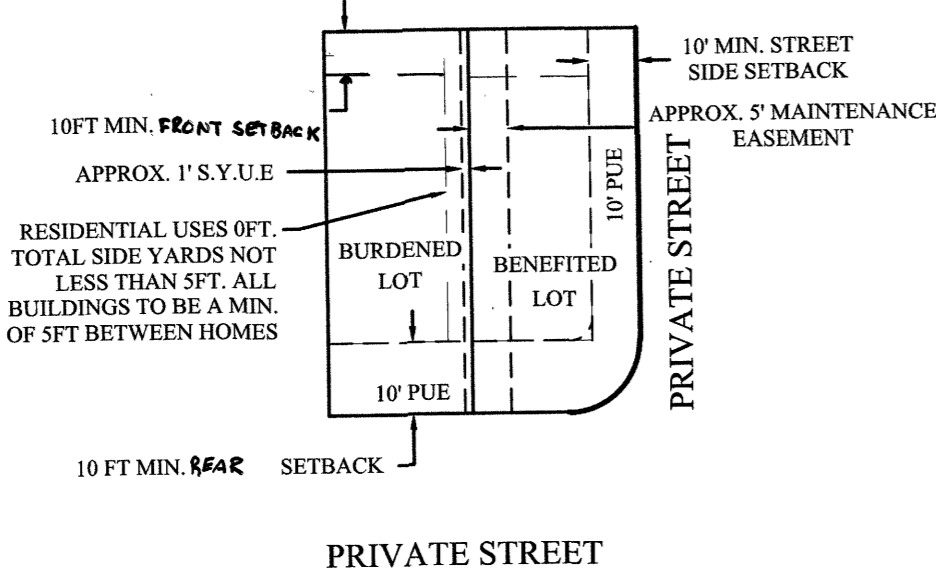 10' MIN. STREET
SIDE SETBACK
10FT MIN. FRONT SETBACK
APPROX. 5' MAINTENANCE
EASEMENT
APPROX. 1' S.Y.U.E
10' PUE
PRIVATE STREET
RESIDENTIAL USES 0FT.
TOTAL SIDE YARDS NOT
LESS THAN 5FT. ALL
BUILDINGS TO BE A MIN.
OF 5FT BETWEEN HOMES
BURDENED
LOT
BENEFITED
LOT
10' PUE
10 FT MIN. REAR SETBACK
PRIVATE STREET